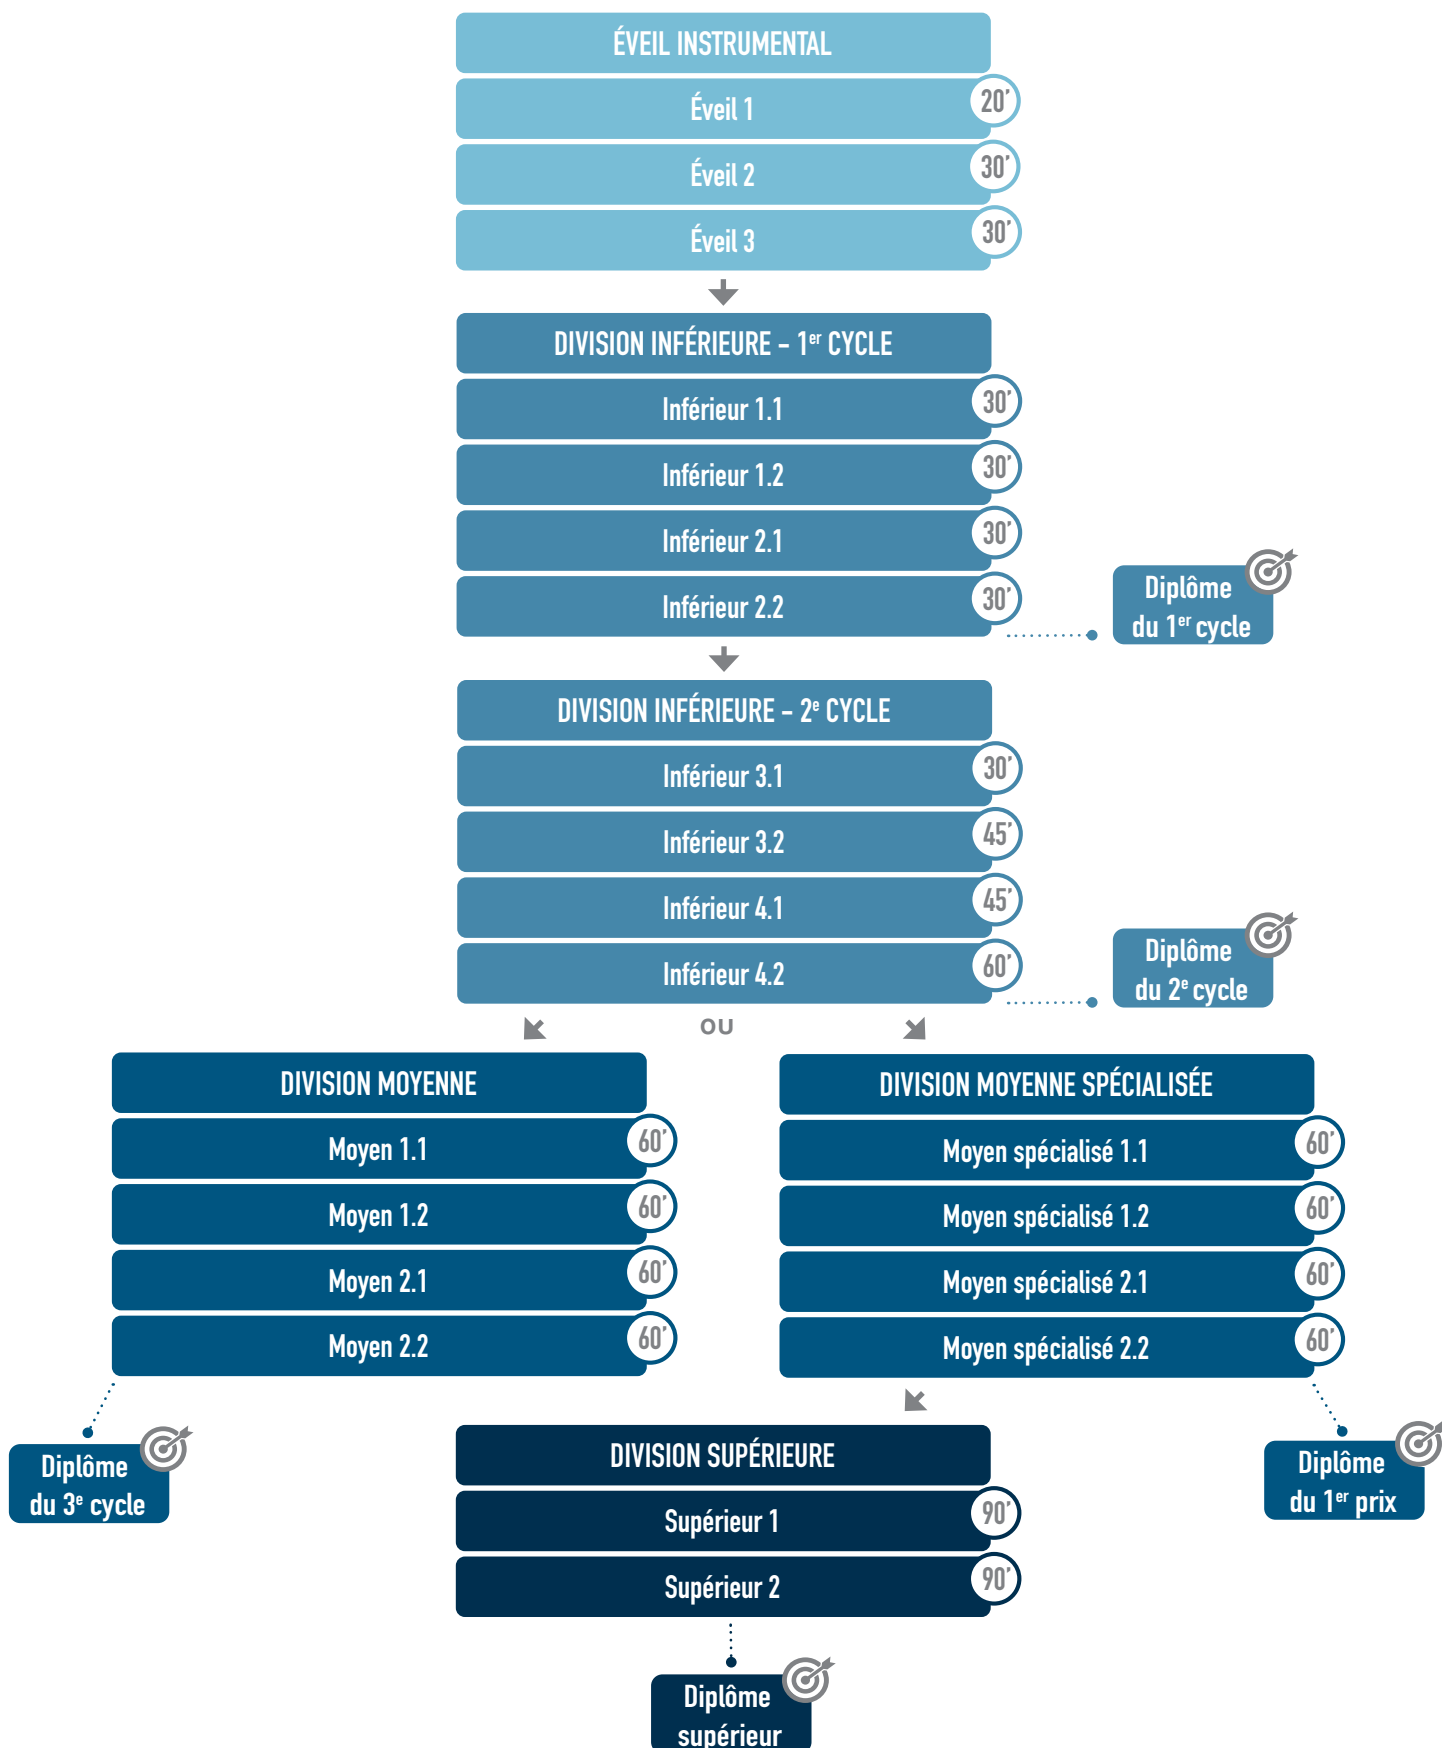 ÉVEIL INSTRUMENTAL
Éveil 1
20’
Éveil 2
30’
Éveil 3
30’
DIVISION INFÉRIEURE – 1er CYCLE
Inférieur 1.1
30’
Inférieur 1.2
30’
Inférieur 2.1
30’
Inférieur 2.2
30’
Diplôme
du 1er cycle
DIVISION INFÉRIEURE – 2e CYCLE
Inférieur 3.1
30’
Inférieur 3.2
45’
Inférieur 4.1
45’
Inférieur 4.2
60’
Diplôme
du 2e cycle
OU
DIVISION MOYENNE
Moyen 1.1
60’
Moyen 1.2
60’
Moyen 2.1
60’
Moyen 2.2
60’
Diplôme
du 3e cycle
DIVISION MOYENNE SPÉCIALISÉE
Moyen spécialisé 1.1
60’
Moyen spécialisé 1.2
60’
Moyen spécialisé 2.1
60’
Moyen spécialisé 2.2
60’
Diplôme
du 1er prix
DIVISION SUPÉRIEURE
Supérieur 1
90’
Supérieur 2
90’
Diplôme
supérieur